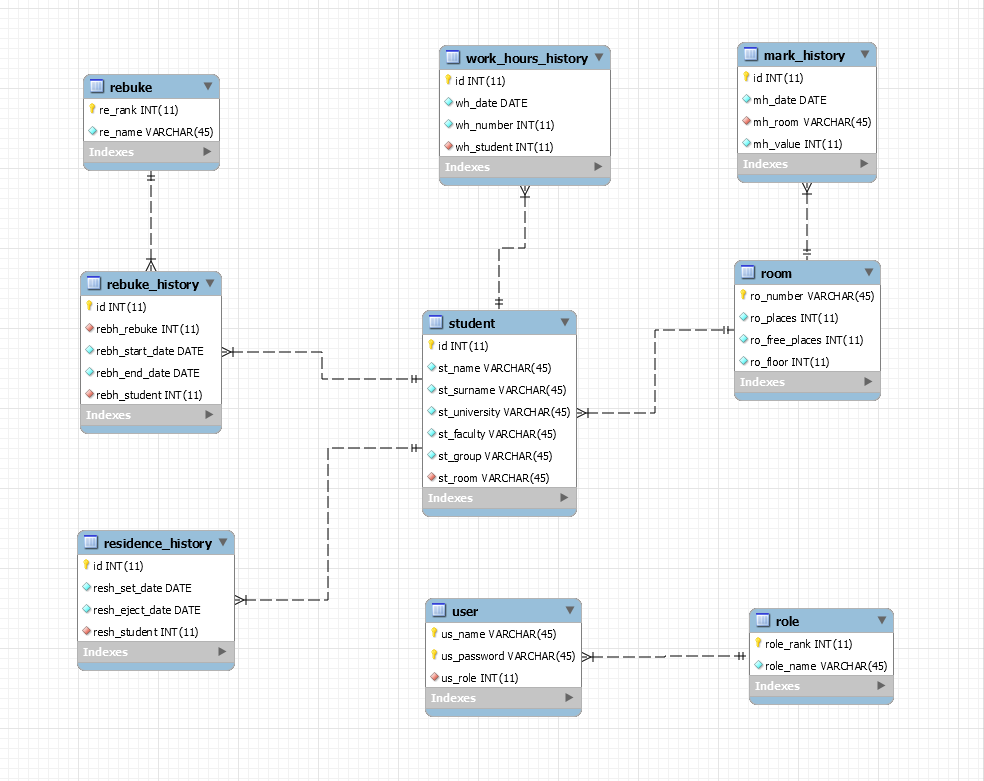 rebuke
re_rank INT(11)
re_name VARCHAR(45)
Indexes
work_hours_history
id INT(11)
wh_date DATE
wh_number INT(11)
wh_student INT(11)
Indexes
mark_history
id INT(11)
mh_date DATE
mh_room VARCHAR(45)
mh_value INT(11)
Indexes
rebuke_history
id INT(11)
rebh_rebuke INT(11)
rebh_start_date DATE
rebh_end_date DATE
rebh_student INT(11)
Indexes
student
id INT(11)
st_name VARCHAR(45)
st_surname VARCHAR(45)
st_university VARCHAR(45)
st_faculty VARCHAR(45)
st_group VARCHAR(45)
st_room VARCHAR(45)
Indexes
room
ro_number VARCHAR(45)
ro_places INT(11)
ro_free_places INT(11)
ro_floor INT(11)
Indexes
residence_history
id INT(11)
resh_set_date DATE
resh_eject_date DATE
resh_student INT(11)
Indexes
user
us_name VARCHAR(45)
us_password VARCHAR(45)
us_role INT(11)
Indexes
role
role_rank INT(11)
role_name VARCHAR(45)
Indexes